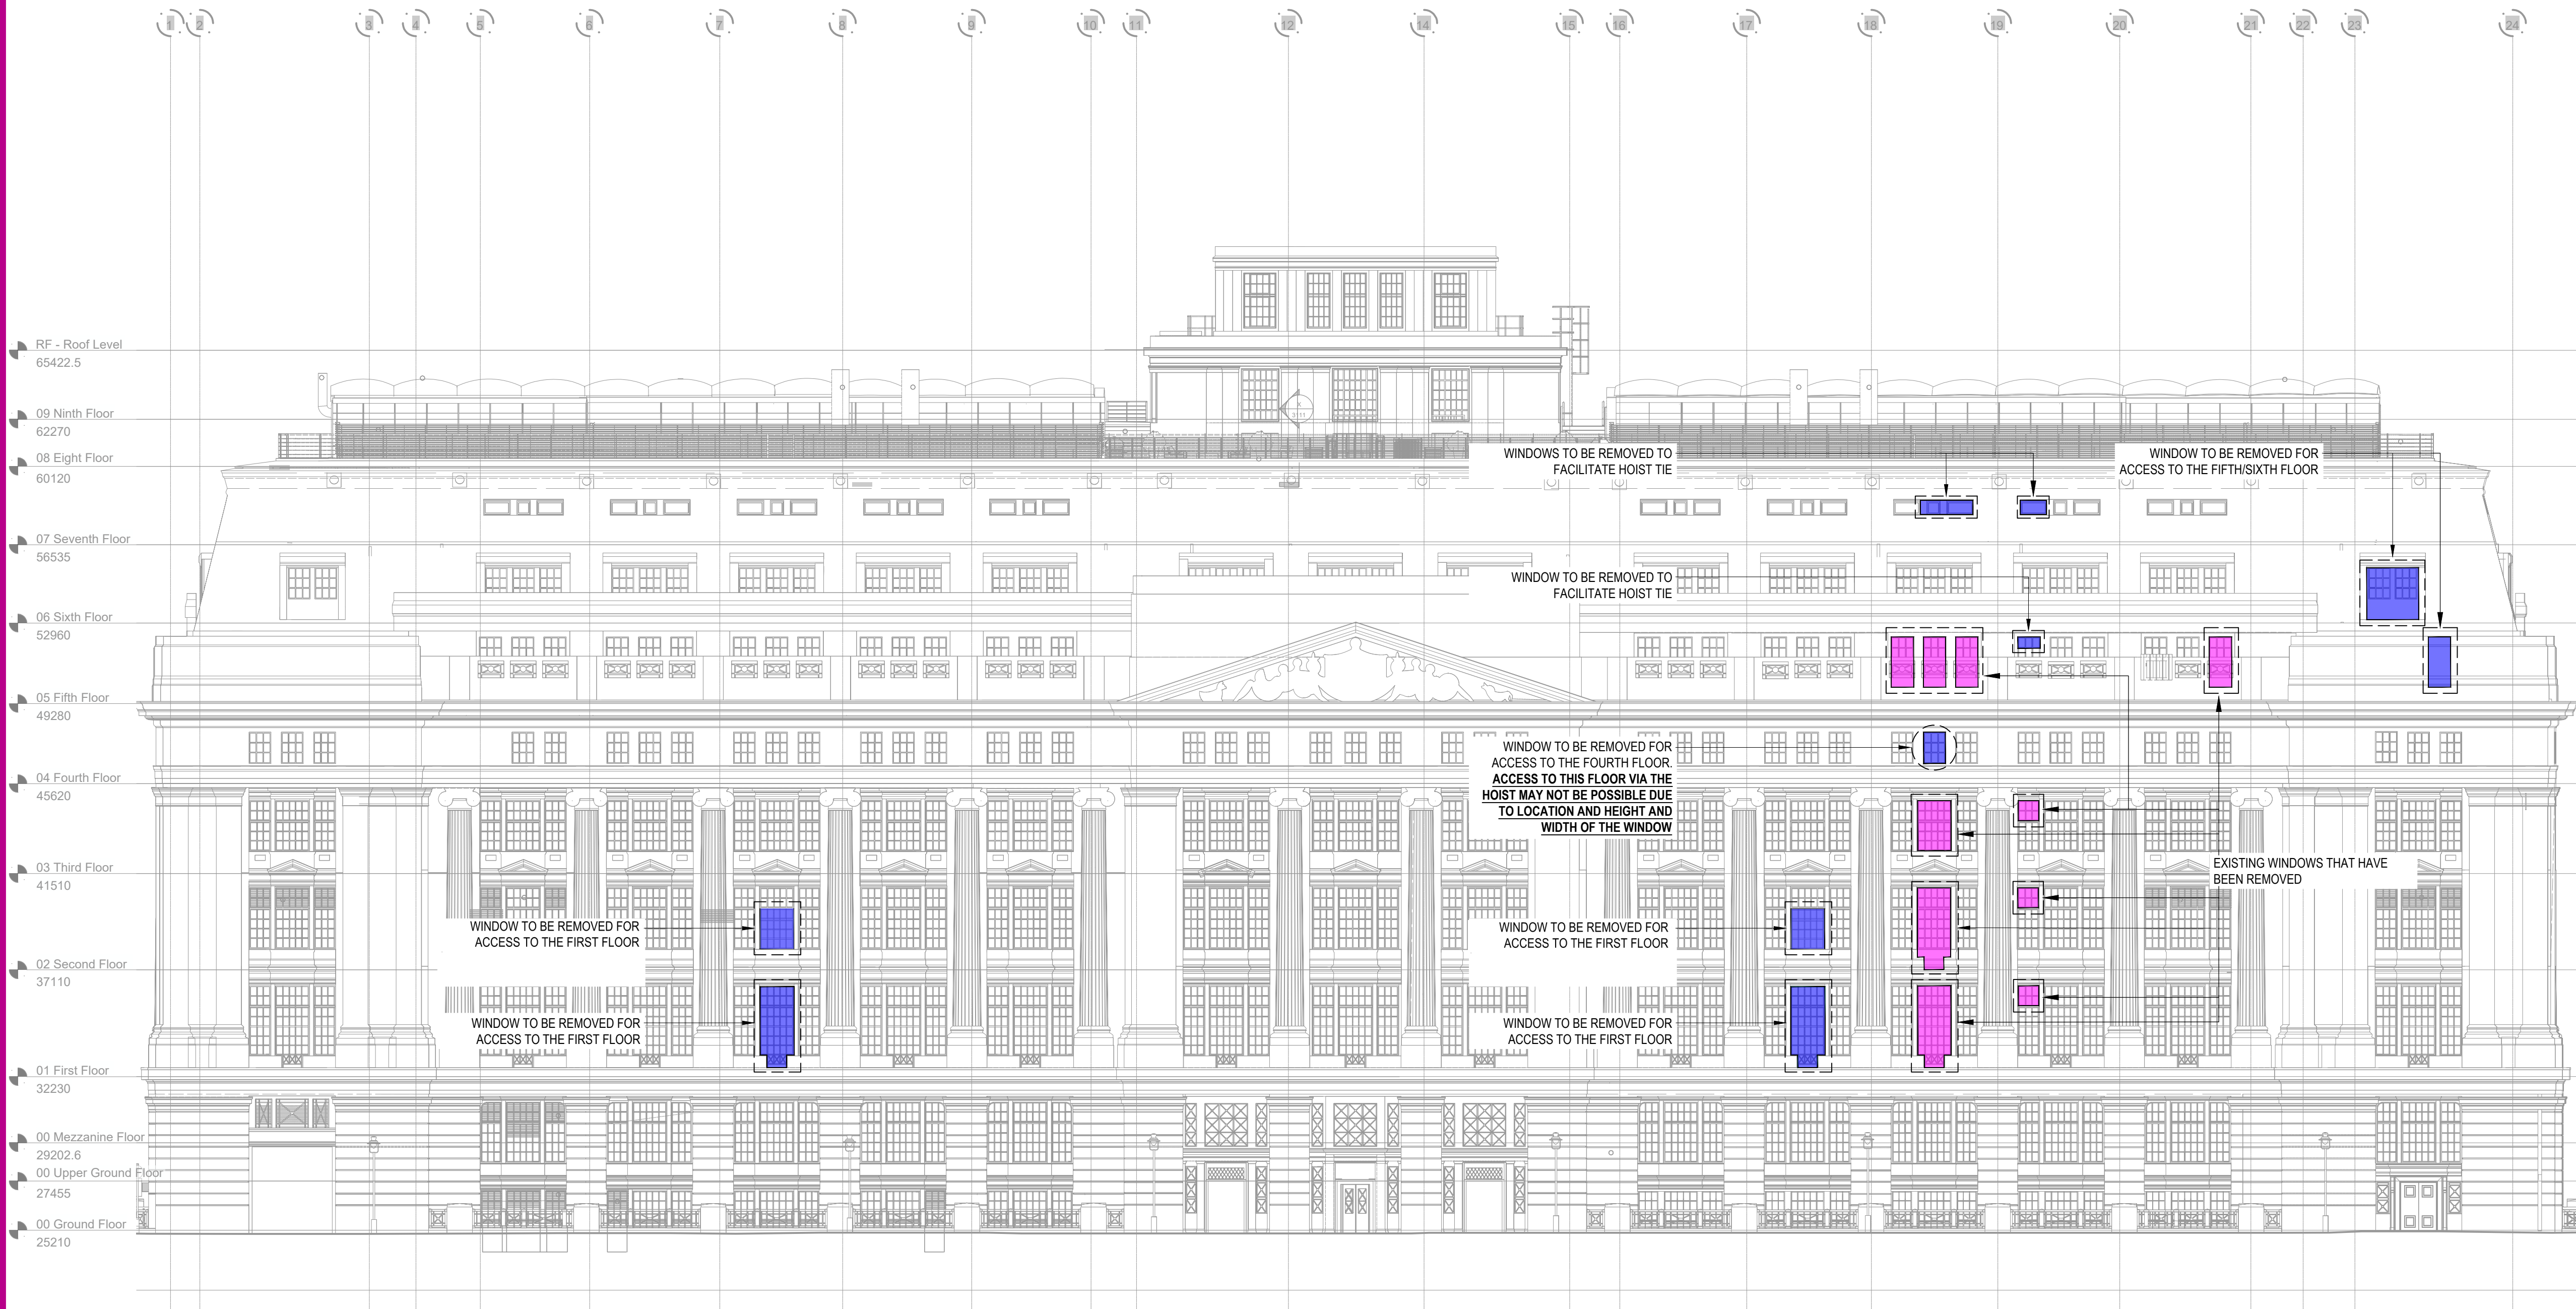 1. 2. 3. 4. 5. 6. 7. 8. 9. 10. 11. 12. 14. 15. 16. 17. 18. 19. 20. 21. 22. 23. 24.
RF - Roof Level
65422.5
09 Ninth Floor
62270
08 Eight Floor
60120
07 Seventh Floor
56535
06 Sixth Floor
52960
05 Fifth Floor
49280
04 Fourth Floor
45620
03 Third Floor
41510
02 Second Floor
37110
01 First Floor
32230
00 Mezzanine Floor
29202.6
00 Upper Ground Floor
27455
00 Ground Floor
25210
X
3111
WINDOWS TO BE REMOVED TO
FACILITATE HOIST TIE
WINDOW TO BE REMOVED FOR
ACCESS TO THE FIFTH/SIXTH FLOOR
WINDOW TO BE REMOVED TO
FACILITATE HOIST TIE
WINDOW TO BE REMOVED FOR
ACCESS TO THE FOURTH FLOOR.
ACCESS TO THIS FLOOR VIA THE
HOIST MAY NOT BE POSSIBLE DUE
TO LOCATION AND HEIGHT AND
WIDTH OF THE WINDOW
EXISTING WINDOWS THAT HAVE
BEEN REMOVED
WINDOW TO BE REMOVED FOR
ACCESS TO THE FIRST FLOOR
WINDOW TO BE REMOVED FOR
ACCESS TO THE FIRST FLOOR
WINDOW TO BE REMOVED FOR
ACCESS TO THE FIRST FLOOR
WINDOW TO BE REMOVED FOR
ACCESS TO THE FIRST FLOOR